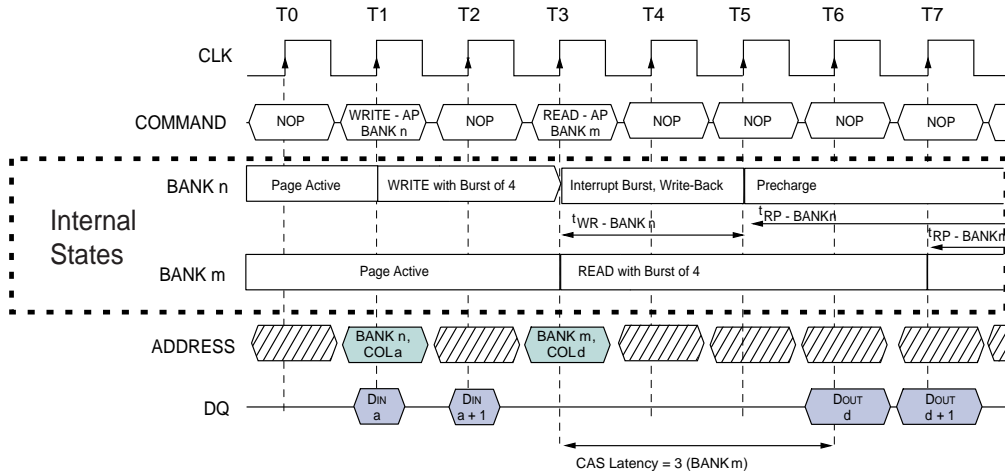 T0 T1 T2 T3 T4 T5 T6 T7
CLK
COMMAND NOP WRITE - AP BANK n NOP READ - AP BANK m NOP NOP NOP NOP
Internal States
BANK n Page Active WRITE with Burst of 4 Interrupt Burst, Write-Back Precharge
tWR - BANK n tRP - BANK n
tRP - BANK
BANK m Page Active READ with Burst of 4
ADDRESS BANK n, COL a BANK m, COL d
DQ DIN a DIN a + 1 DOUT d DOUT d + 1
CAS Latency = 3 (BANK m)